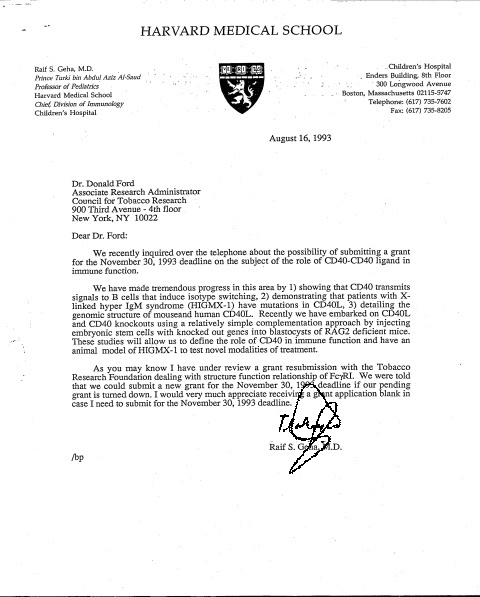 HARVARD MEDICAL SCHOOL
Raif S. Geha, M.D.
Prince Turki bin Abdul Aziz Al-Saud
Professor of Pediatrics
Harvard Medical School
Chief, Division of Immunology
Children's Hospital
Children's Hospital
Enders Building, 8th Floor
300 Longwood Avenue
Boston, Massachusetts 02115-5747
Telephone: (617) 735-7602
Fax: (617) 735-8205
August 16, 1993
Dr. Donald Ford
Associate Research Administrator
Council for Tobacco Research
900 Third Avenue - 4th floor
New York, NY 10022
Dear Dr. Ford:
We recently inquired over the telephone about the possibility of submitting a grant
for the November 30, 1993 deadline on the subject of the role of CD40-CD40 ligand in
immune function.
We have made tremendous progress in this area by 1) showing that CD40 transmits
signals to B cells that induce isotype switching, 2) demonstrating that patients with X-
linked hyper IgM syndrome (HIGMX-1) have mutations in CD40L, 3) detailing the
genomic structure of mouseand human CD40L. Recently we have embarked on CD40L
and CD40 knockouts using a relatively simple complementation approach by injecting
embryonic stem cells with knocked out genes into blastocysts of RAG2 deficient mice.
These studies will allow us to define the role of CD40 in immune function and have an
animal model of HIGMX-1 to test novel modalities of treatment.
As you may know I have under review a grant resubmission with the Tobacco
Research Foundation dealing with structure function relationship of FcγRI. We were told
that we could submit a new grant for the November 30, 1993 deadline if our pending
grant is turned down. I would very much appreciate receiving a grant application blank in
case I need to submit for the November 30, 1993 deadline.
Raif S. Geha, M.D.
/bp